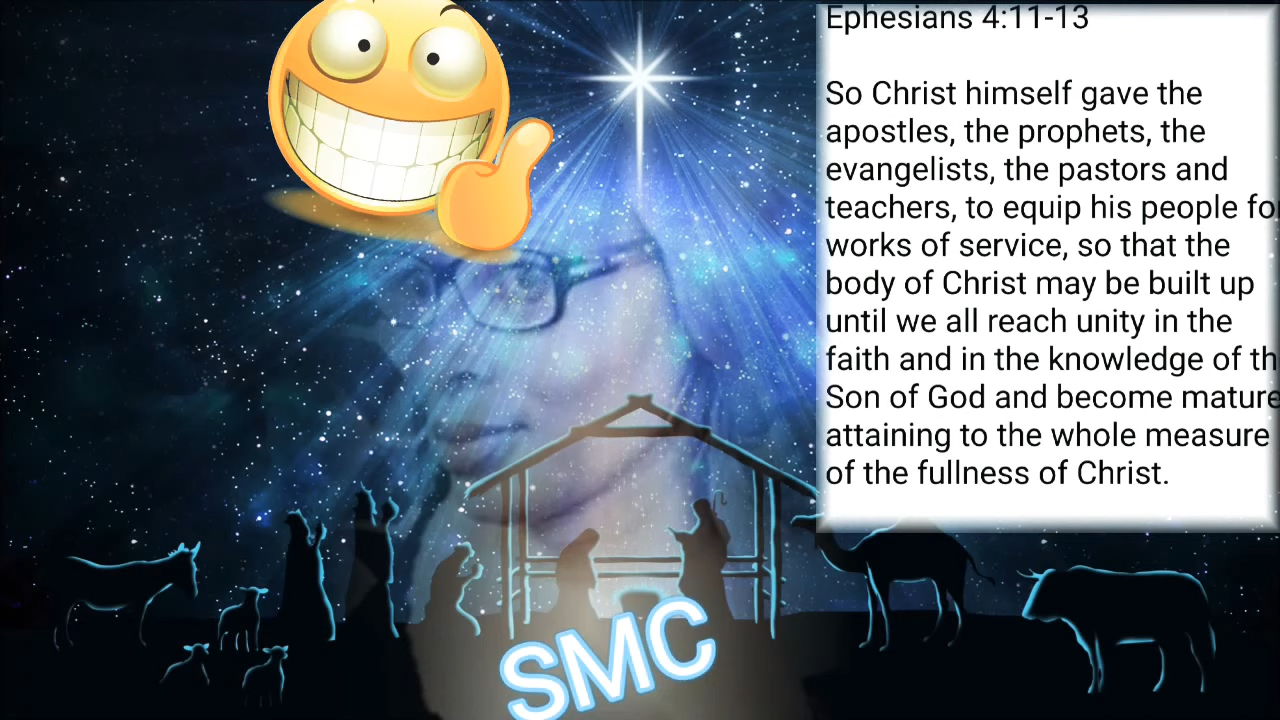 Ephesians 4:11-13
So Christ himself gave the
apostles, the prophets, the
evangelists, the pastors and
teachers, to equip his people for
works of service, so that the
body of Christ may be built up
until we all reach unity in the
faith and in the knowledge of th
Son of God and become mature
attaining to the whole measure
of the fullness of Christ.
SMC